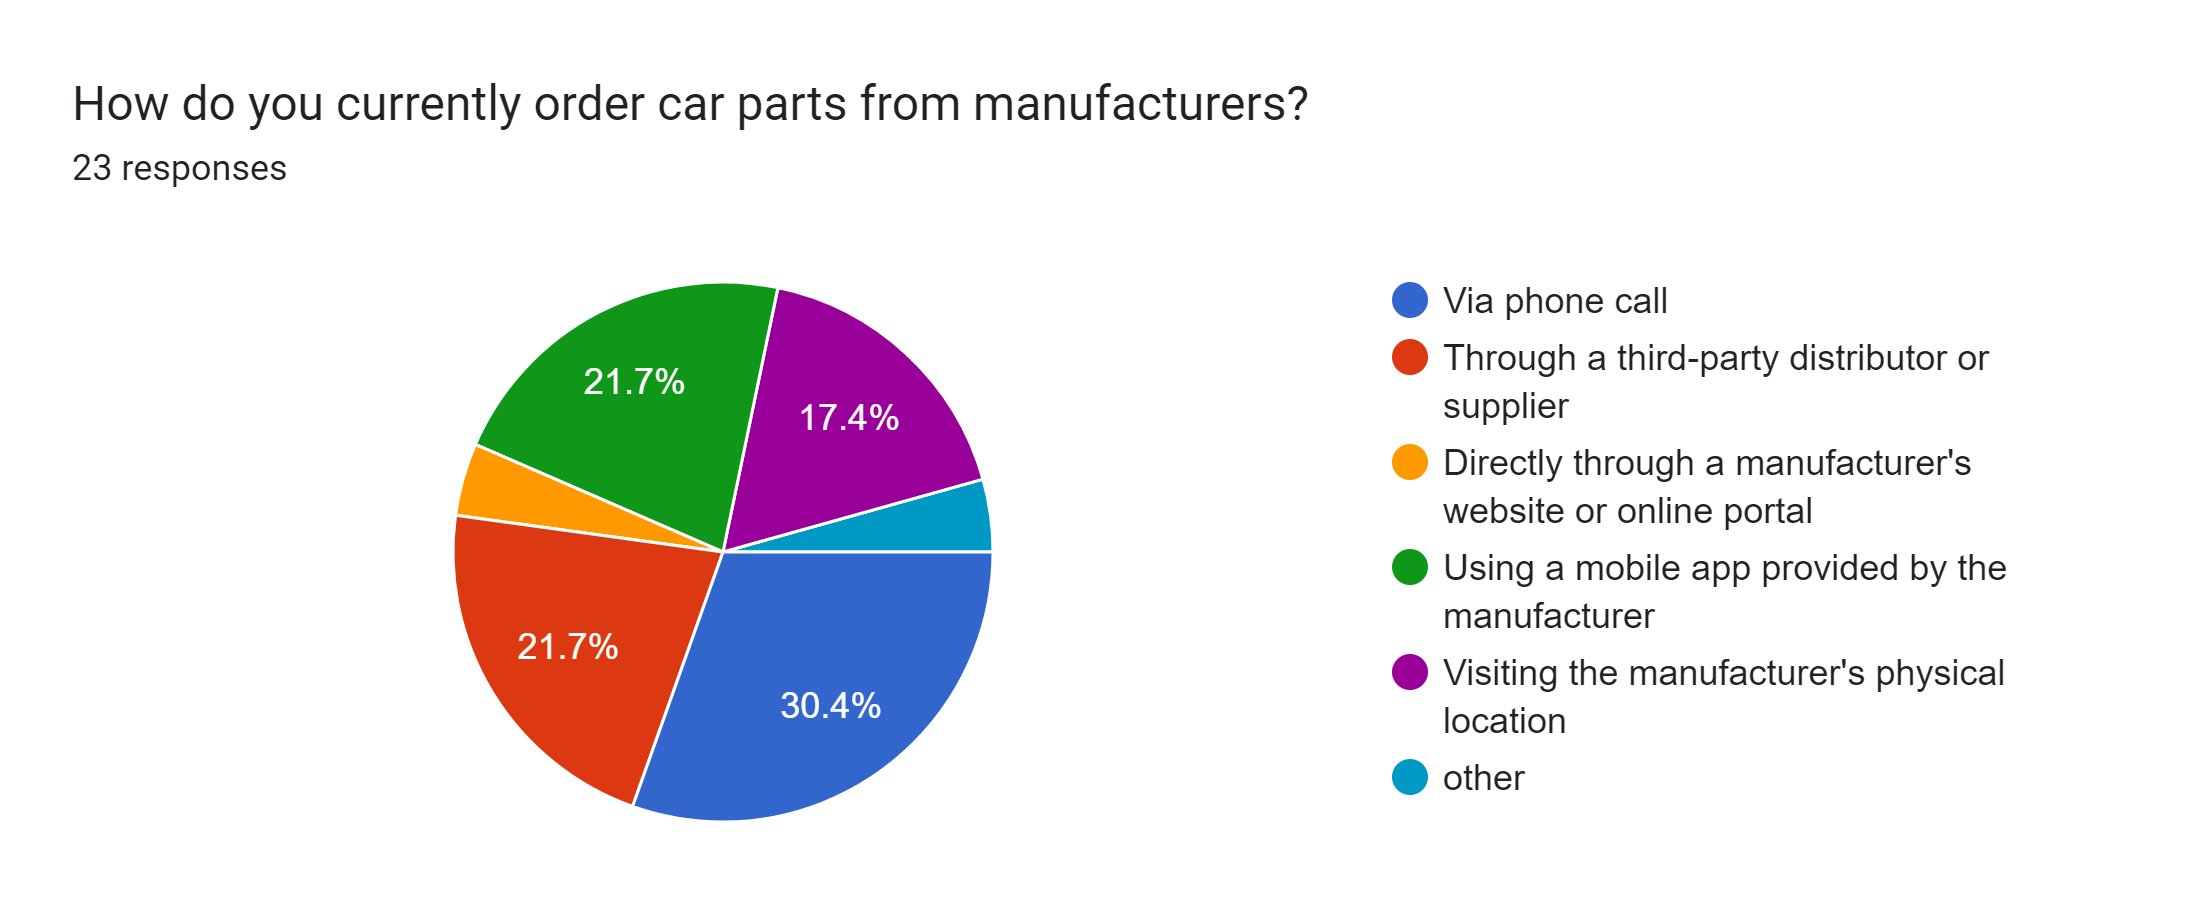 How do you currently order car parts from manufacturers?
23 responses
21.7%
17.4%
21.7%
30.4%
Via phone call
Through a third-party distributor or
supplier
Directly through a manufacturer's
website or online portal
Using a mobile app provided by the
manufacturer
Visiting the manufacturer's physical
location
other